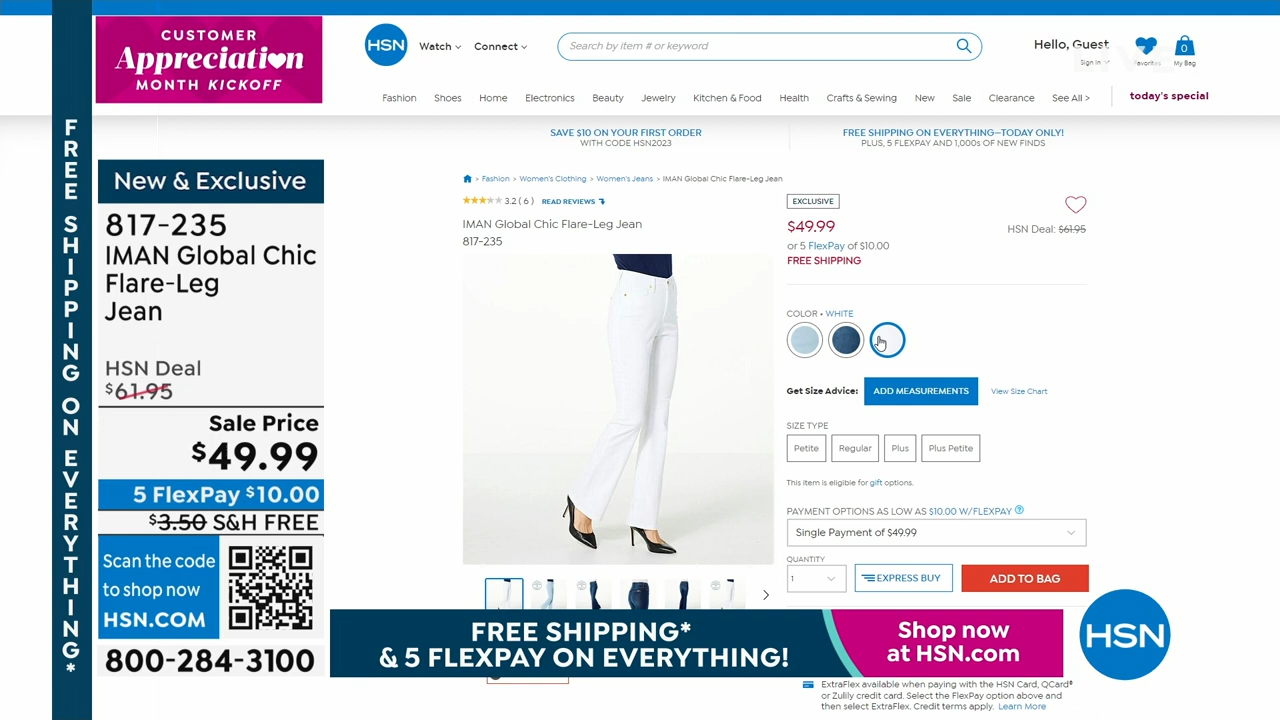 FREE SHIPPING ON EVERYTHING!*
CUSTOMER
Appreciation
MONTH KICKOFF
New & Exclusive
817-235
IMAN Global Chic
Flare-Leg
Jean
HSN Deal
$61.95
Sale Price
$49.99
5 FlexPay $10.00
$3.50 S&H FREE
Scan the code
to shop now
HSN.COM
800-284-3100
HSN
Watch
Connect
Search by item # or keyword
Hello, Guest
Sign In
Favorites
0
My Bag
Fashion
Shoes
Home
Electronics
Beauty
Jewelry
Kitchen & Food
Health
Crafts & Sewing
New
Sale
Clearance
See All >
today's special
SAVE $10 ON YOUR FIRST ORDER
WITH CODE HSN2023
FREE SHIPPING ON EVERYTHING—TODAY ONLY!
PLUS, 5 FLEXPAY AND 1,000s OF NEW FINDS
> Fashion > Women's Clothing > Women's Jeans > IMAN Global Chic Flare-Leg Jean
3.2 ( 6 ) READ REVIEWS
IMAN Global Chic Flare-Leg Jean
817-235
EXCLUSIVE
$49.99
HSN Deal: $61.95
or 5 FlexPay of $10.00
FREE SHIPPING
COLOR • WHITE
Get Size Advice:
ADD MEASUREMENTS
View Size Chart
SIZE TYPE
Petite
Regular
Plus
Plus Petite
This item is eligible for gift options.
PAYMENT OPTIONS AS LOW AS $10.00 W/FLEXPAY
Single Payment of $49.99
QUANTITY
1
EXPRESS BUY
ADD TO BAG
FREE SHIPPING*
& 5 FLEXPAY ON EVERYTHING!
Shop now
at HSN.com
HSN
ExtraFlex available when paying with the HSN Card, QCard®
or Zulily credit card. Select the FlexPay option above and
then select ExtraFlex. Credit terms apply. Learn More